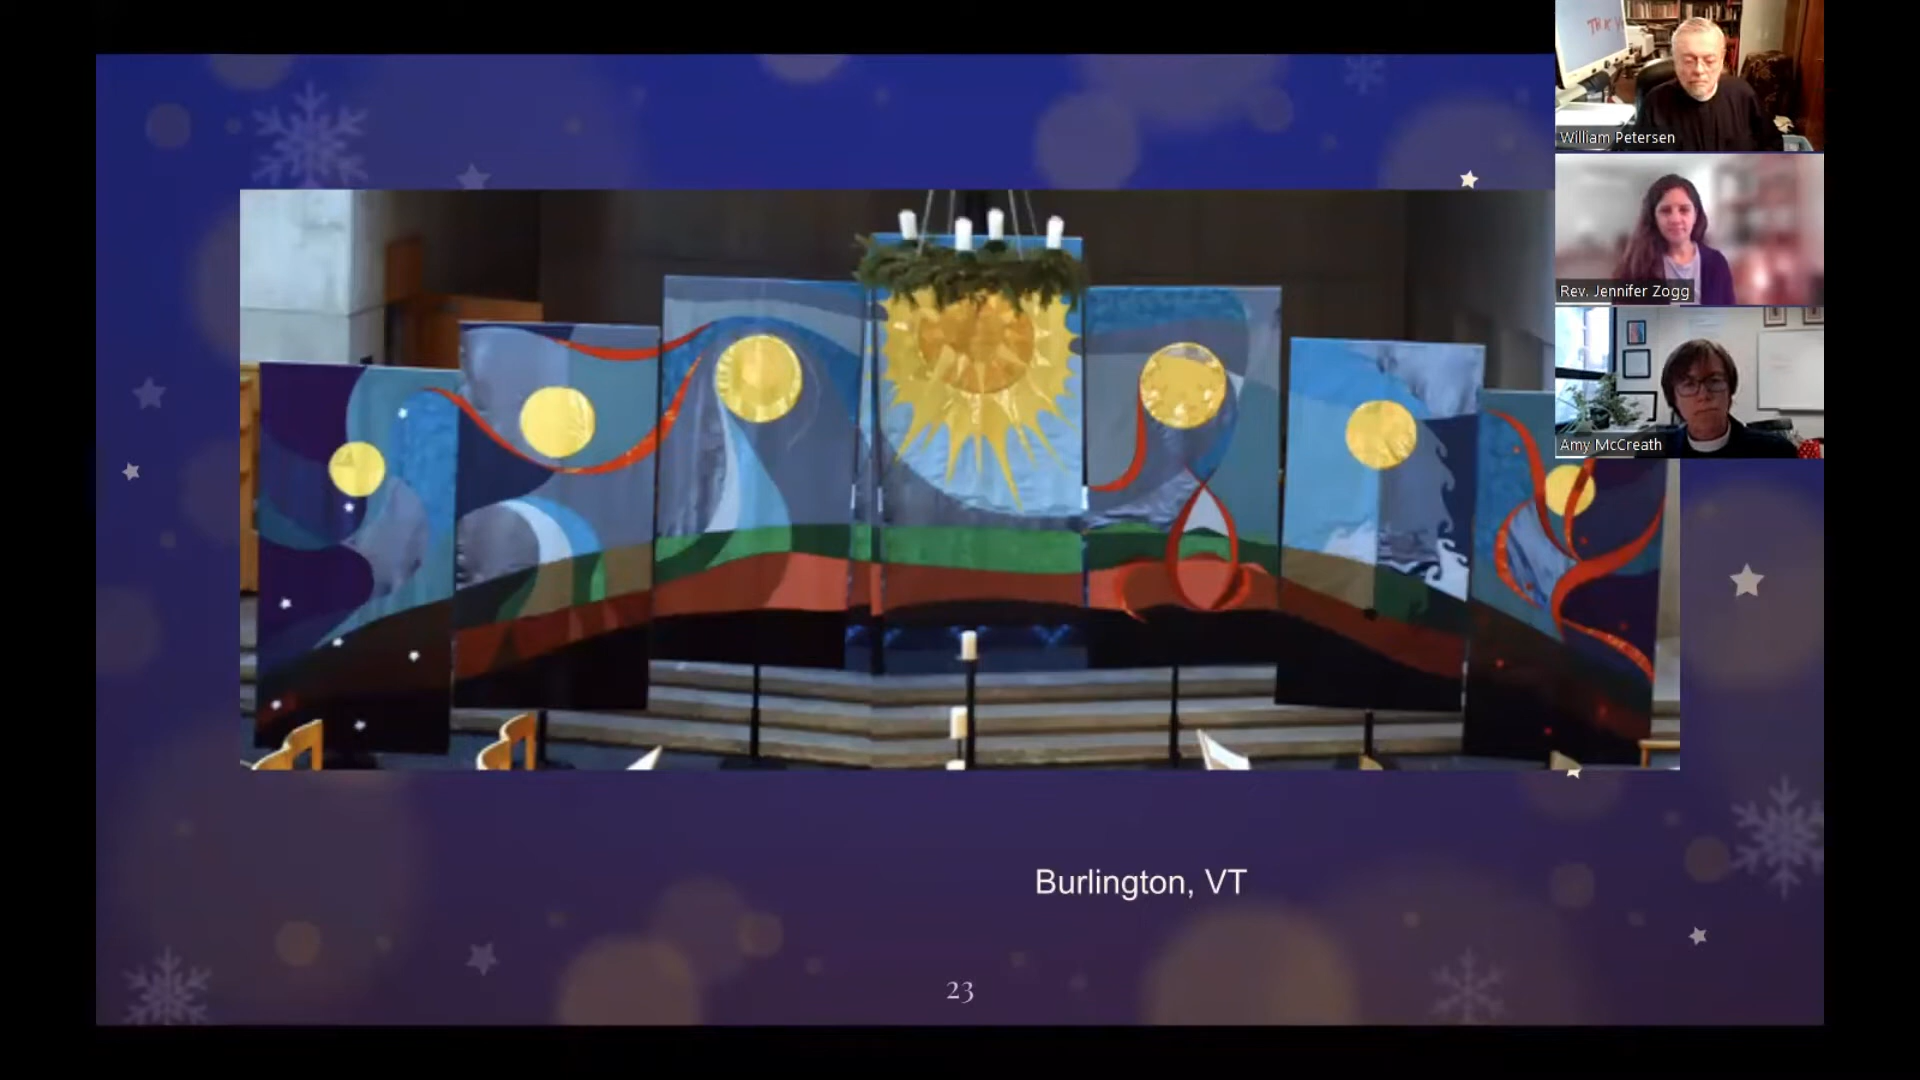 William Petersen
Rev. Jennifer Zogg
Amy McCreath
Burlington, VT
23